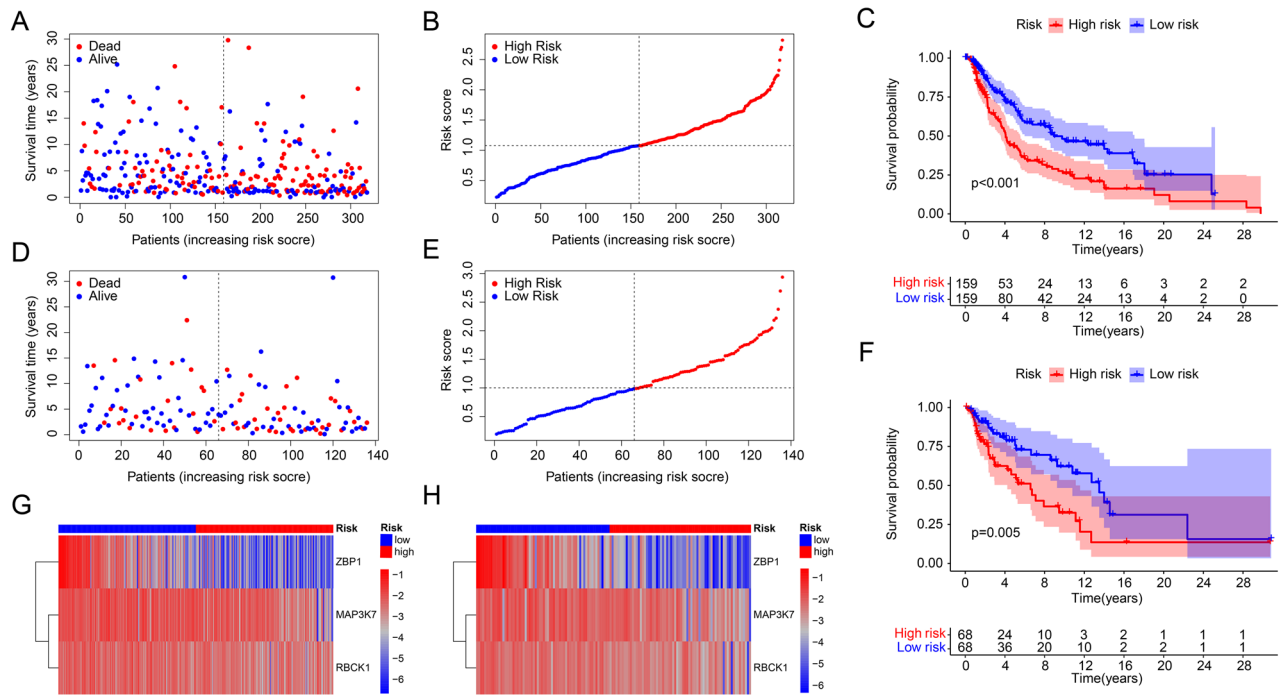 A
Dead
Alive
Survival time (years)
0 5 10 15 20 25 30
0 50 100 150 200 250 300
Patients (increasing risk socre)
B
High Risk
Low Risk
Risk score
0.5 1.0 1.5 2.0 2.5
0 50 100 150 200 250 300
Patients (increasing risk socre)
C
Risk High risk Low risk
Survival probability
1.00
0.75
0.50
0.25
0.00
p<0.001
0 4 8 12 16 20 24 28
Time(years)
High risk 159 53 24 13 6 3 2 2
Low risk 159 80 42 24 13 4 2 0
0 4 8 12 16 20 24 28
Time(years)
D
Dead
Alive
Survival time (years)
0 5 10 15 20 25 30
0 20 40 60 80 100 120 140
Patients (increasing risk socre)
E
High Risk
Low Risk
Risk score
0.5 1.0 1.5 2.0 2.5 3.0
0 20 40 60 80 100 120 140
Patients (increasing risk socre)
F
Risk High risk Low risk
Survival probability
1.00
0.75
0.50
0.25
0.00
p=0.005
0 4 8 12 16 20 24 28
Time(years)
High risk 68 24 10 3 2 1 1 1
Low risk 68 36 20 10 2 2 1 1
0 4 8 12 16 20 24 28
Time(years)
G
Risk
ZBP1
MAP3K7
RBCK1
Risk
low
high
−1
−2
−3
−4
−5
−6
H
Risk
ZBP1
MAP3K7
RBCK1
Risk
low
high
−1
−2
−3
−4
−5
−6